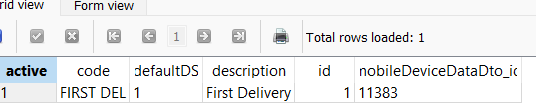 rid view Form view
1 Total rows loaded: 1
active code defaultDS description id nobileDeviceDataDto_ic
1 FIRST DEL 1 First Delivery 1 11383